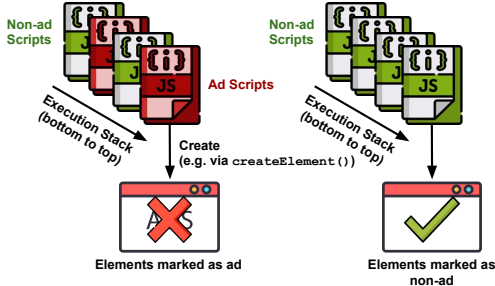 Non-ad
Scripts
{i}
{i}
{i}
{i}
J
J
JS
Ad Scripts
Execution Stack
(bottom to top)
Create
(e.g. via createElement())
Elements marked as ad
Non-ad
Scripts
{i}
{i}
{i}
{i}
J
J
J
JS
Execution Stack
(bottom to top)
Elements marked as
non-ad